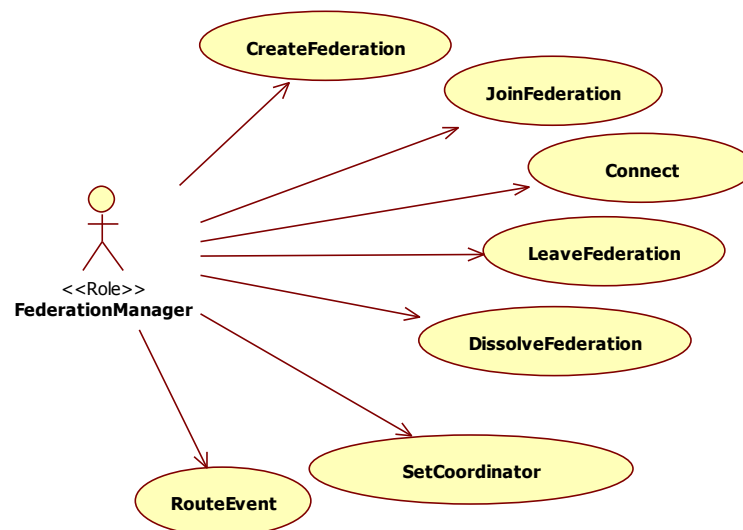 CreateFederation
JoinFederation
Connect
LeaveFederation
<<Role>>
FederationManager
DissolveFederation
SetCoordinator
RouteEvent